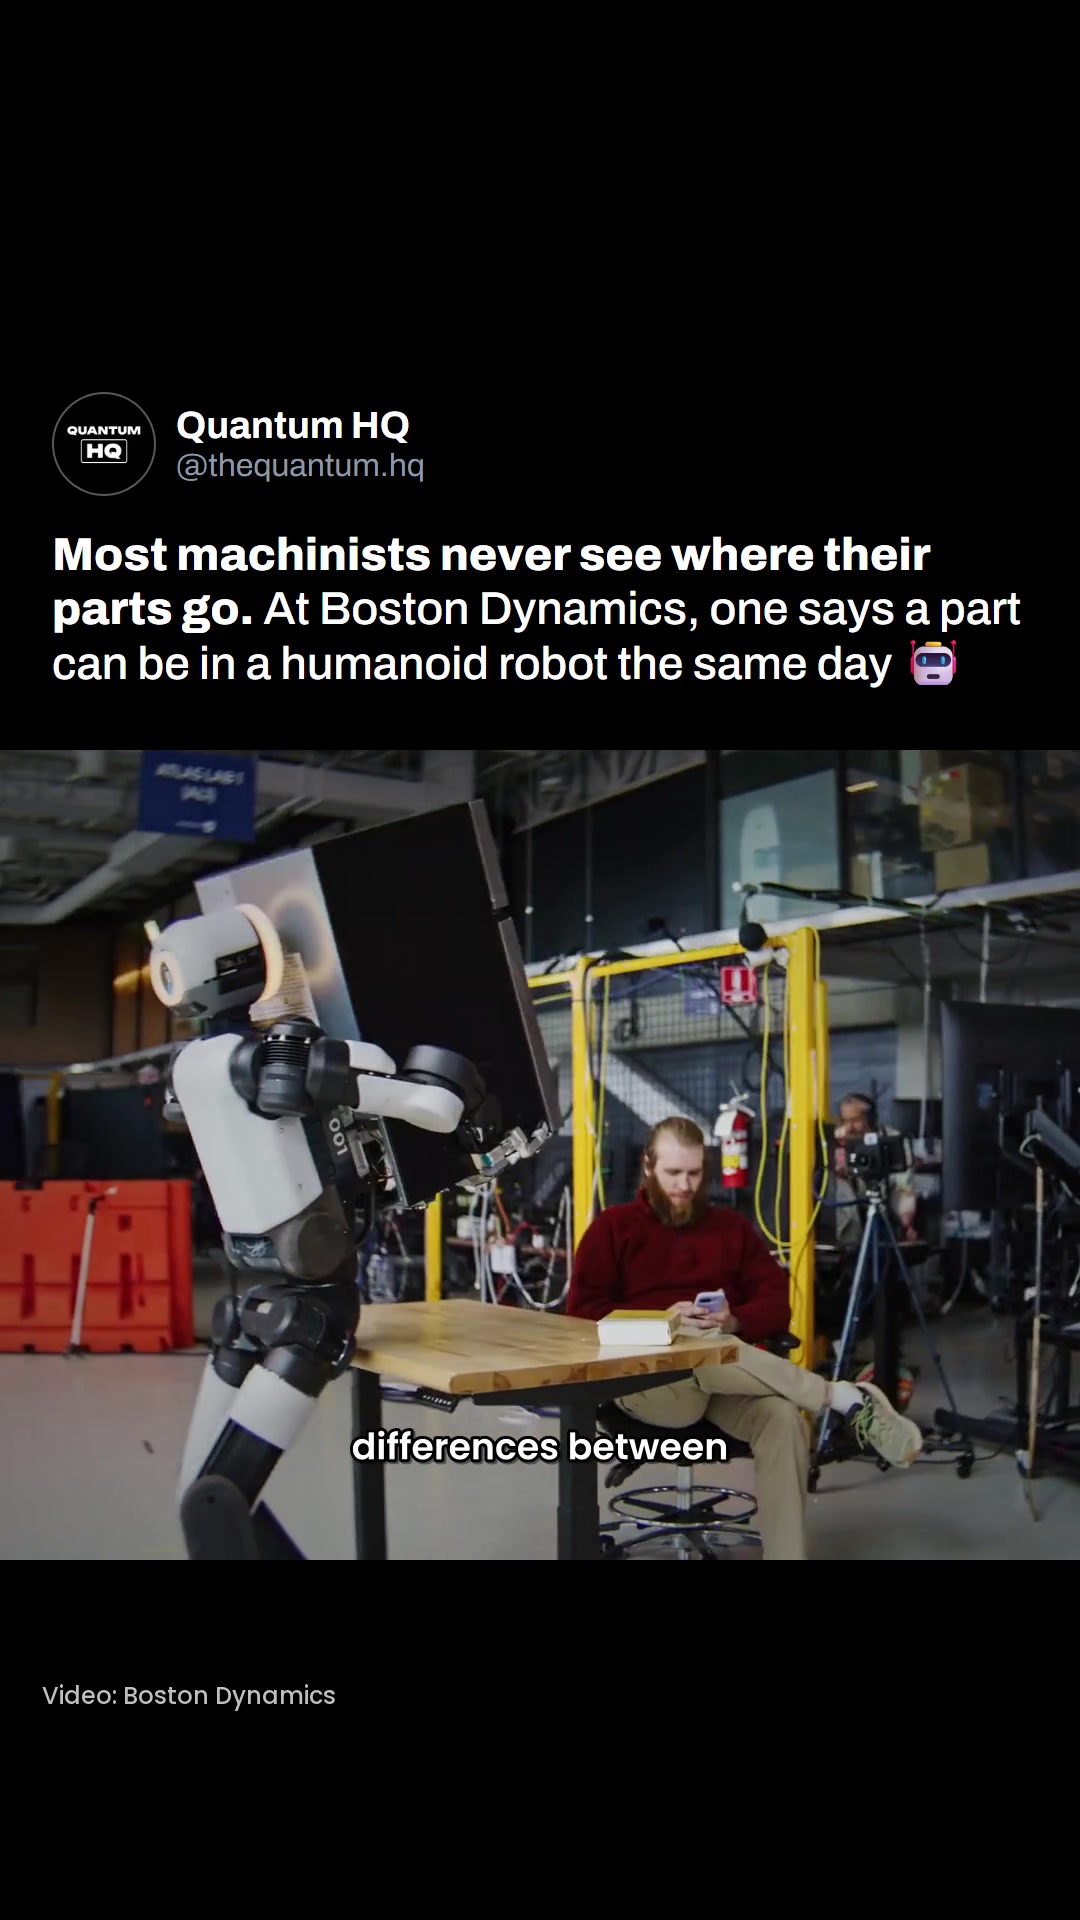 QUANTUM
HQ
Quantum HQ
@thequantum.hq
Most machinists never see where their
parts go. At Boston Dynamics, one says a part
can be in a humanoid robot the same day 🤖
ATLAS LAB 1
001
differences between
Video: Boston Dynamics